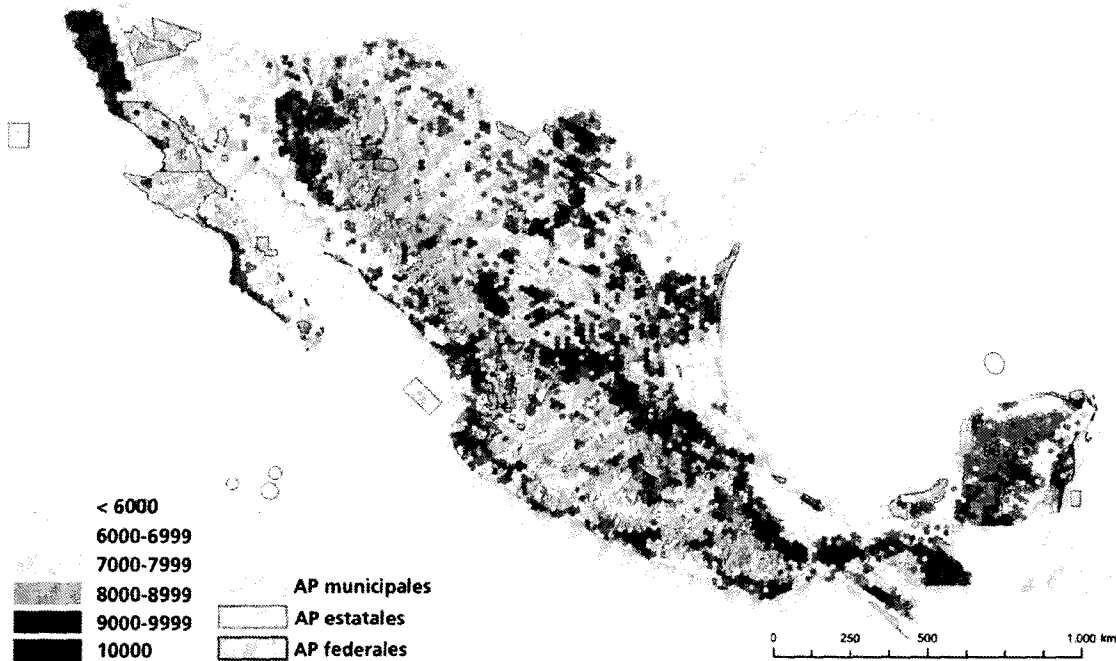 < 6000
6000-6999
7000-7999
8000-8999
9000-9999
10000
AP municipales
AP estatales
AP federales
0 250 500 1.000 km